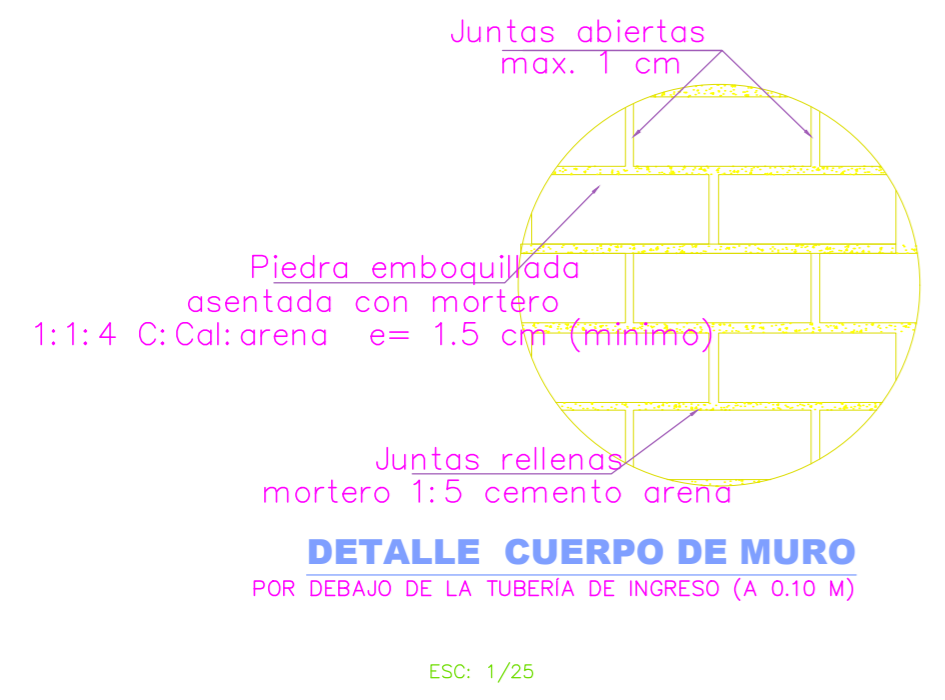 Juntas abiertas
max. 1 cm
Piedra emboquillada
asentada con mortero
1:1:4 C:Cal:arena e= 1.5 cm (minimo)
Juntas rellenas
mortero 1:5 cemento arena
DETALLE CUERPO DE MURO
POR DEBAJO DE LA TUBERÍA DE INGRESO (A 0.10 M)
ESC: 1/25